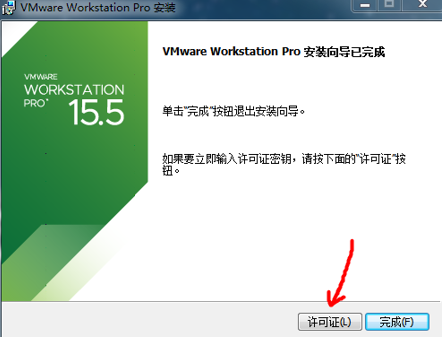 VMware Workstation Pro 安装
VMware Workstation Pro 安装向导已完成
VMWARE
WORKSTATION
PRO™
15.5
单击“完成”按钮退出安装向导。
如果要立即输入许可证密钥，请按下面的“许可证”按
钮。
许可证(L)
完成(F)